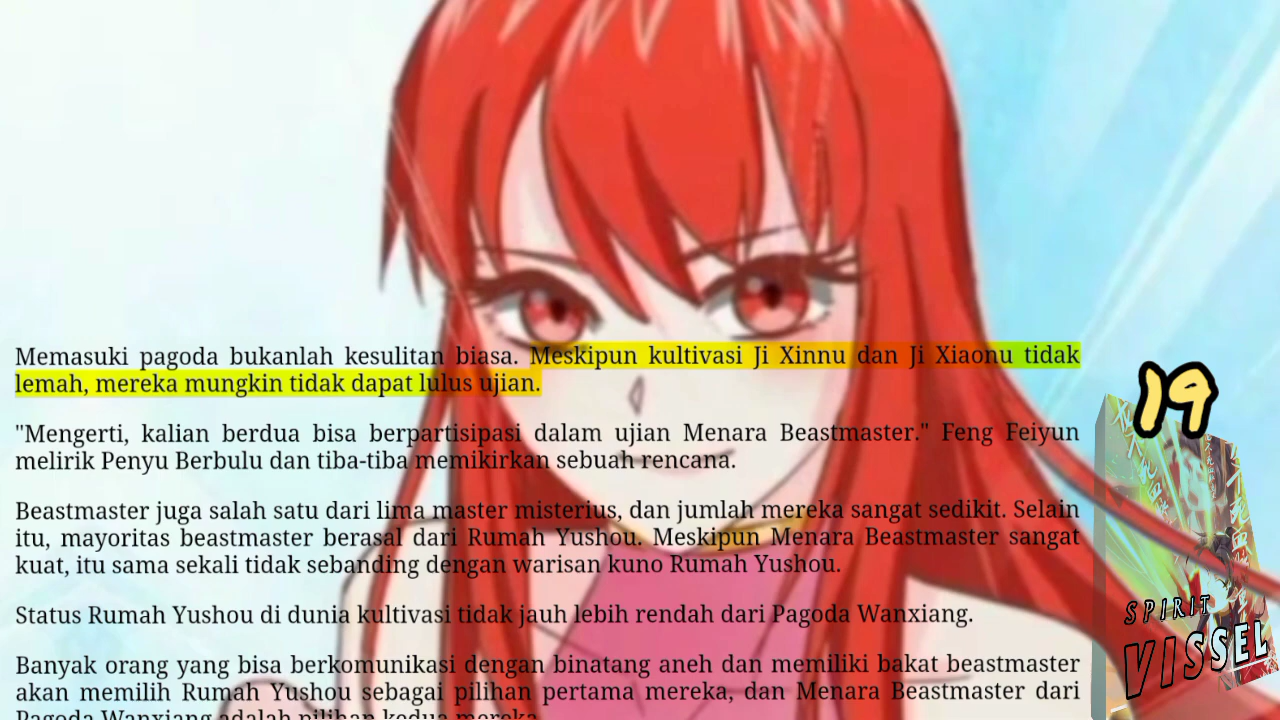 Memasuki pagoda bukanlah kesulitan biasa. Meskipun kultivasi Ji Xinnu dan Ji Xiaonu tidak
lemah, mereka mungkin tidak dapat lulus ujian.
"Mengerti, kalian berdua bisa berpartisipasi dalam ujian Menara Beastmaster." Feng Feiyun
melirik Penyu Berbulu dan tiba-tiba memikirkan sebuah rencana.
Beastmaster juga salah satu dari lima master misterius, dan jumlah mereka sangat sedikit. Selain
itu, mayoritas beastmaster berasal dari Rumah Yushou. Meskipun Menara Beastmaster sangat
kuat, itu sama sekali tidak sebanding dengan warisan kuno Rumah Yushou.
Status Rumah Yushou di dunia kultivasi tidak jauh lebih rendah dari Pagoda Wanxiang.
Banyak orang yang bisa berkomunikasi dengan binatang aneh dan memiliki bakat beastmaster
akan memilih Rumah Yushou sebagai pilihan pertama mereka, dan Menara Beastmaster dari
Pagoda Wanxiang adalah pilihan kedua mereka.
19
SPIRIT
VISSEL